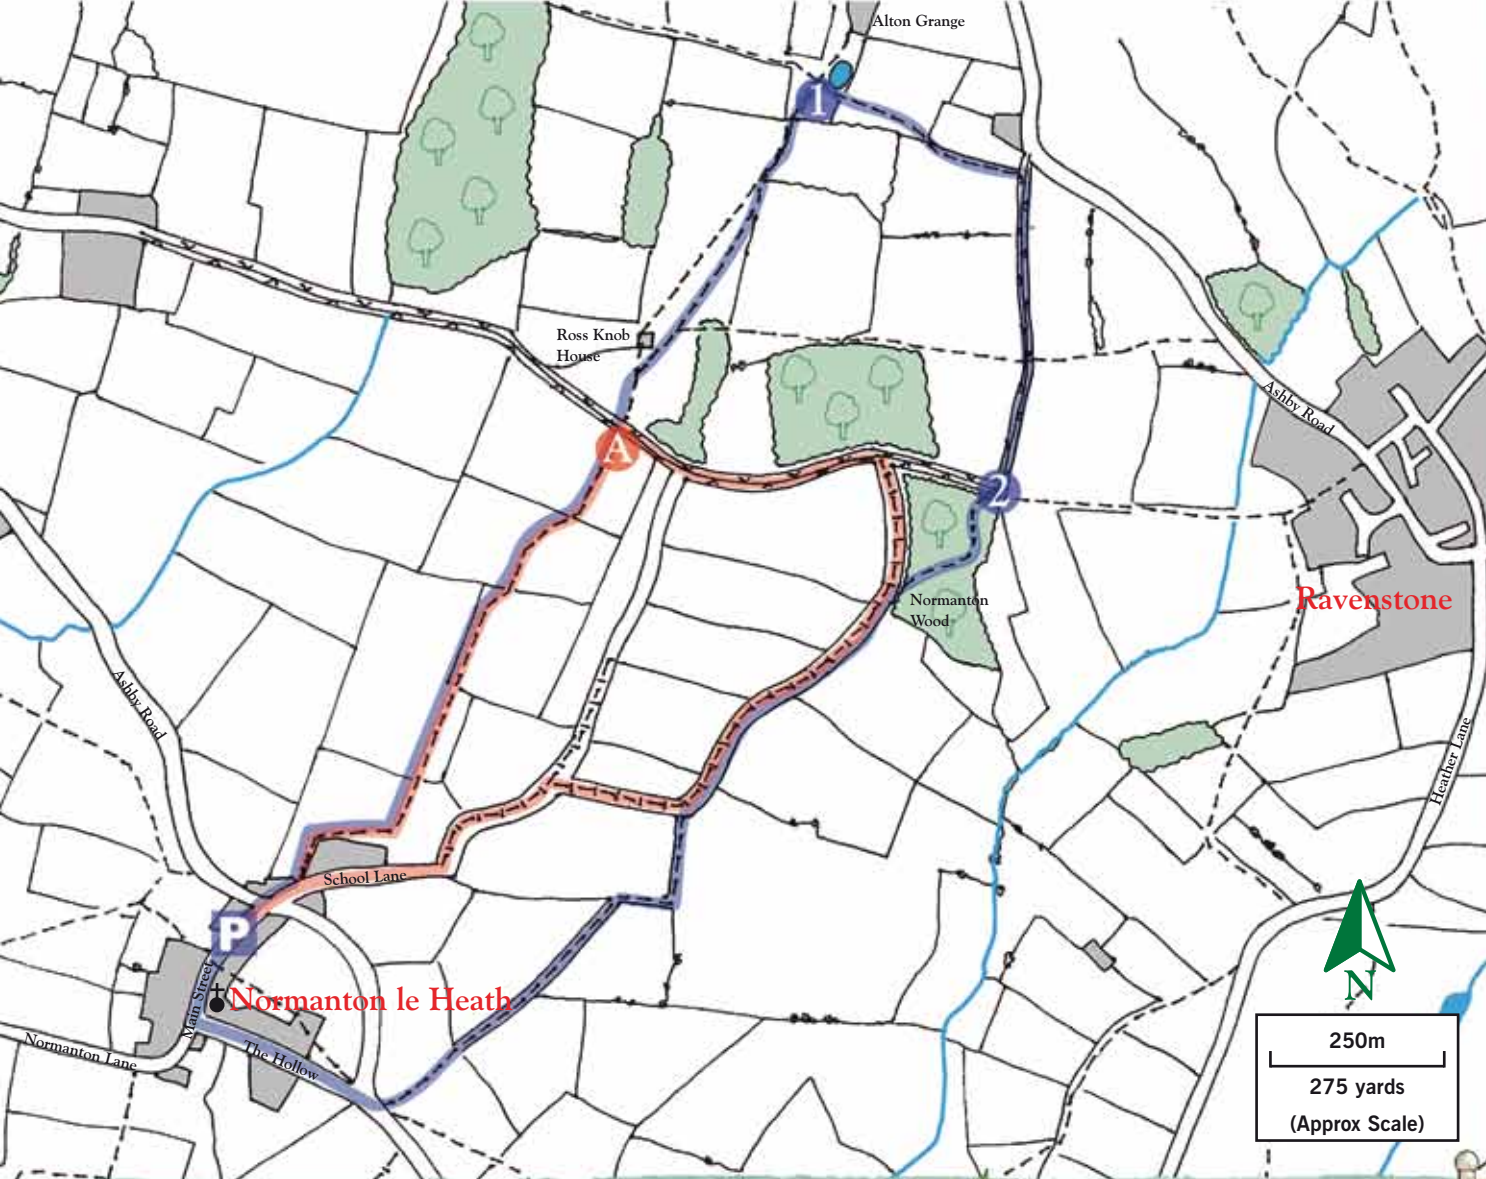 Alton Grange
1
Ross Knob
House
Ashby Road
A
2
Normanton
Wood
Ravenstone
Ashby Road
Heather Lane
School Lane
P
Main Street
Normanton le Heath
Normanton Lane
The Hollow
N
250m
275 yards
(Approx Scale)